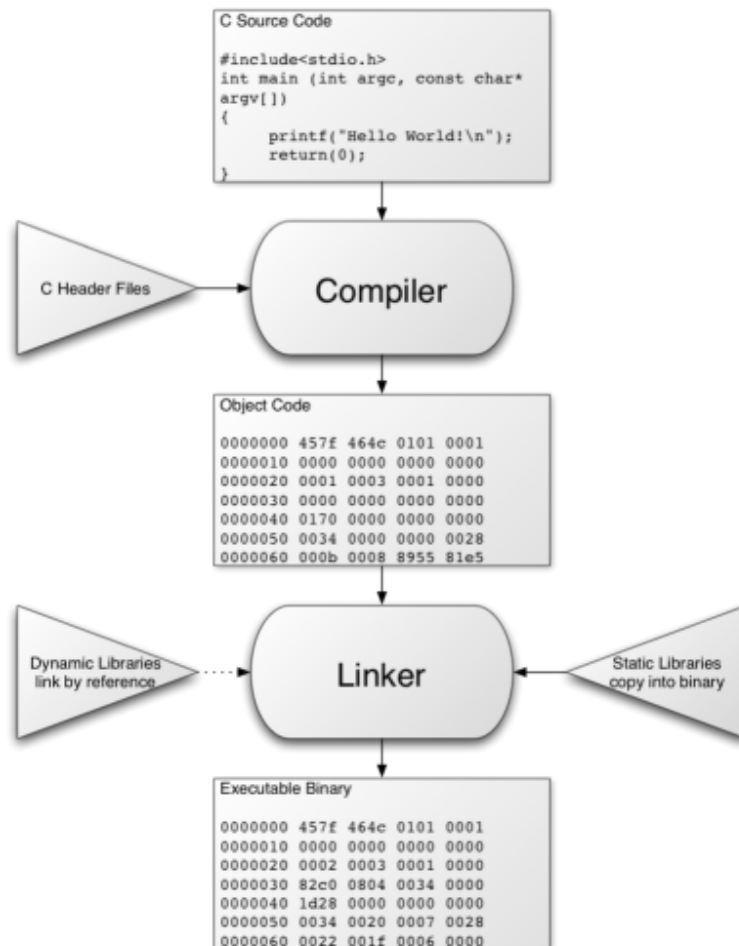 C Source Code
#include<stdio.h>
int main (int argc, const char*
argv[])
{
printf("Hello World!\n");
return(0);
}
C Header Files
Compiler
Object Code
0000000 457f 464c 0101 0001
0000010 0000 0000 0000 0000
0000020 0001 0003 0001 0000
0000030 0000 0000 0000 0000
0000040 0170 0000 0000 0000
0000050 0034 0000 0000 0028
0000060 000b 0008 8955 81e5
Dynamic Libraries
link by reference
Linker
Static Libraries
copy into binary
Executable Binary
0000000 457f 464c 0101 0001
0000010 0000 0000 0000 0000
0000020 0002 0003 0001 0000
0000030 82c0 0804 0034 0000
0000040 1d28 0000 0000 0000
0000050 0034 0020 0007 0028
0000060 0022 001f 0006 0000